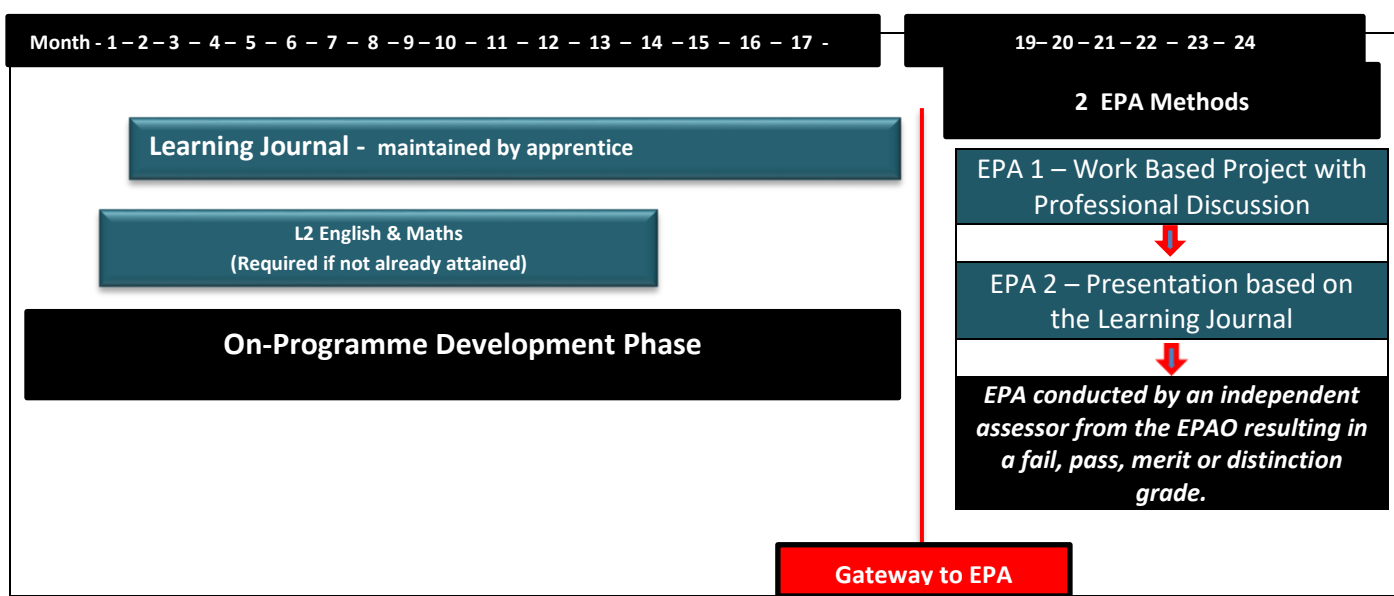 Month - 1 – 2 – 3 – 4 – 5 – 6 – 7 – 8 – 9 – 10 – 11 – 12 – 13 – 14 – 15 – 16 – 17 -
19– 20 – 21 – 22 – 23 – 24
2 EPA Methods
Learning Journal - maintained by apprentice
L2 English & Maths
(Required if not already attained)
On-Programme Development Phase
EPA 1 – Work Based Project with
Professional Discussion
EPA 2 – Presentation based on
the Learning Journal
EPA conducted by an independent
assessor from the EPAO resulting in
a fail, pass, merit or distinction
grade.
Gateway to EPA